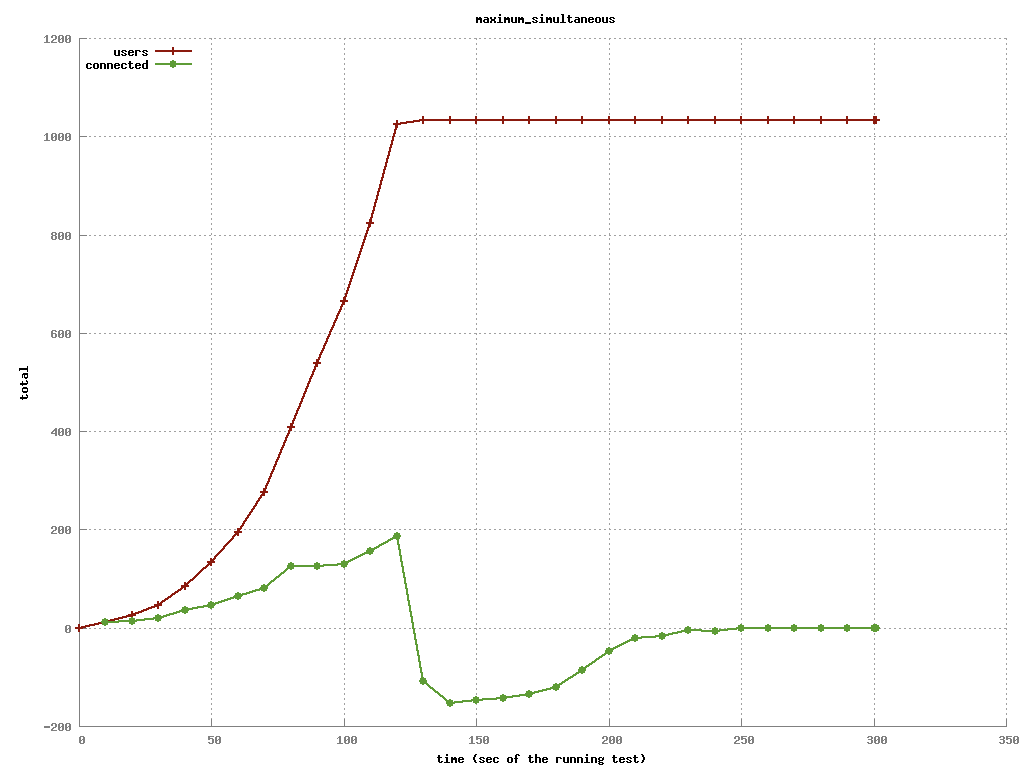 maximum_simultaneous
1200
users
connected
1000
800
600
total
400
200
0
-200
0 50 100 150 200 250 300 350
time (sec of the running test)